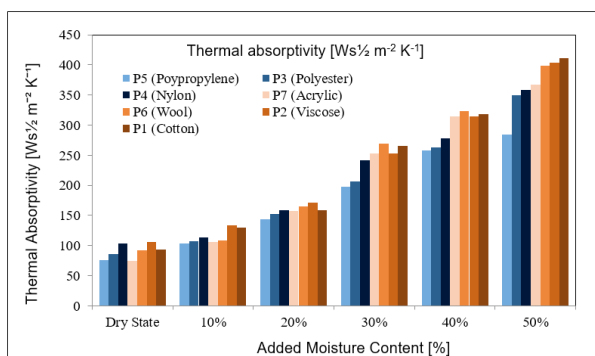 Thermal absorptivity [Ws½ m⁻² K⁻¹]
P5 (Poypropylene)
P3 (Polyester)
P4 (Nylon)
P7 (Acrylic)
P6 (Wool)
P2 (Viscose)
P1 (Cotton)
Thermal Absorptivity [Ws½ m⁻² K⁻¹]
450
400
350
300
250
200
150
100
50
0
Dry State 10% 20% 30% 40% 50%
Added Moisture Content [%]